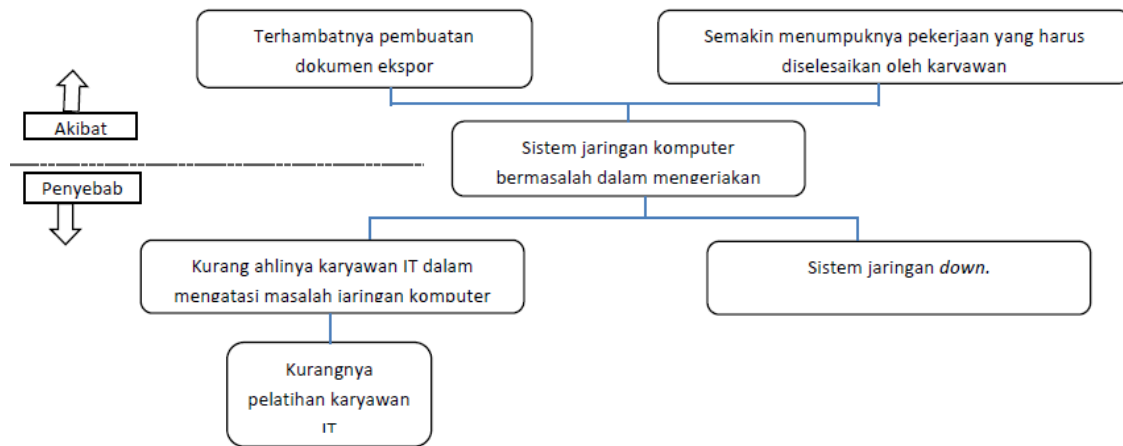 Terhambatnya pembuatan
dokumen ekspor
Semakin menumpuknya pekerjaan yang harus
diselesaikan oleh karyawan
Akibat
Sistem jaringan komputer
bermasalah dalam mengerjakan
Penyebab
Kurang ahlinya karyawan IT dalam
mengatasi masalah jaringan komputer
Sistem jaringan down.
Kurangnya
pelatihan karyawan
IT